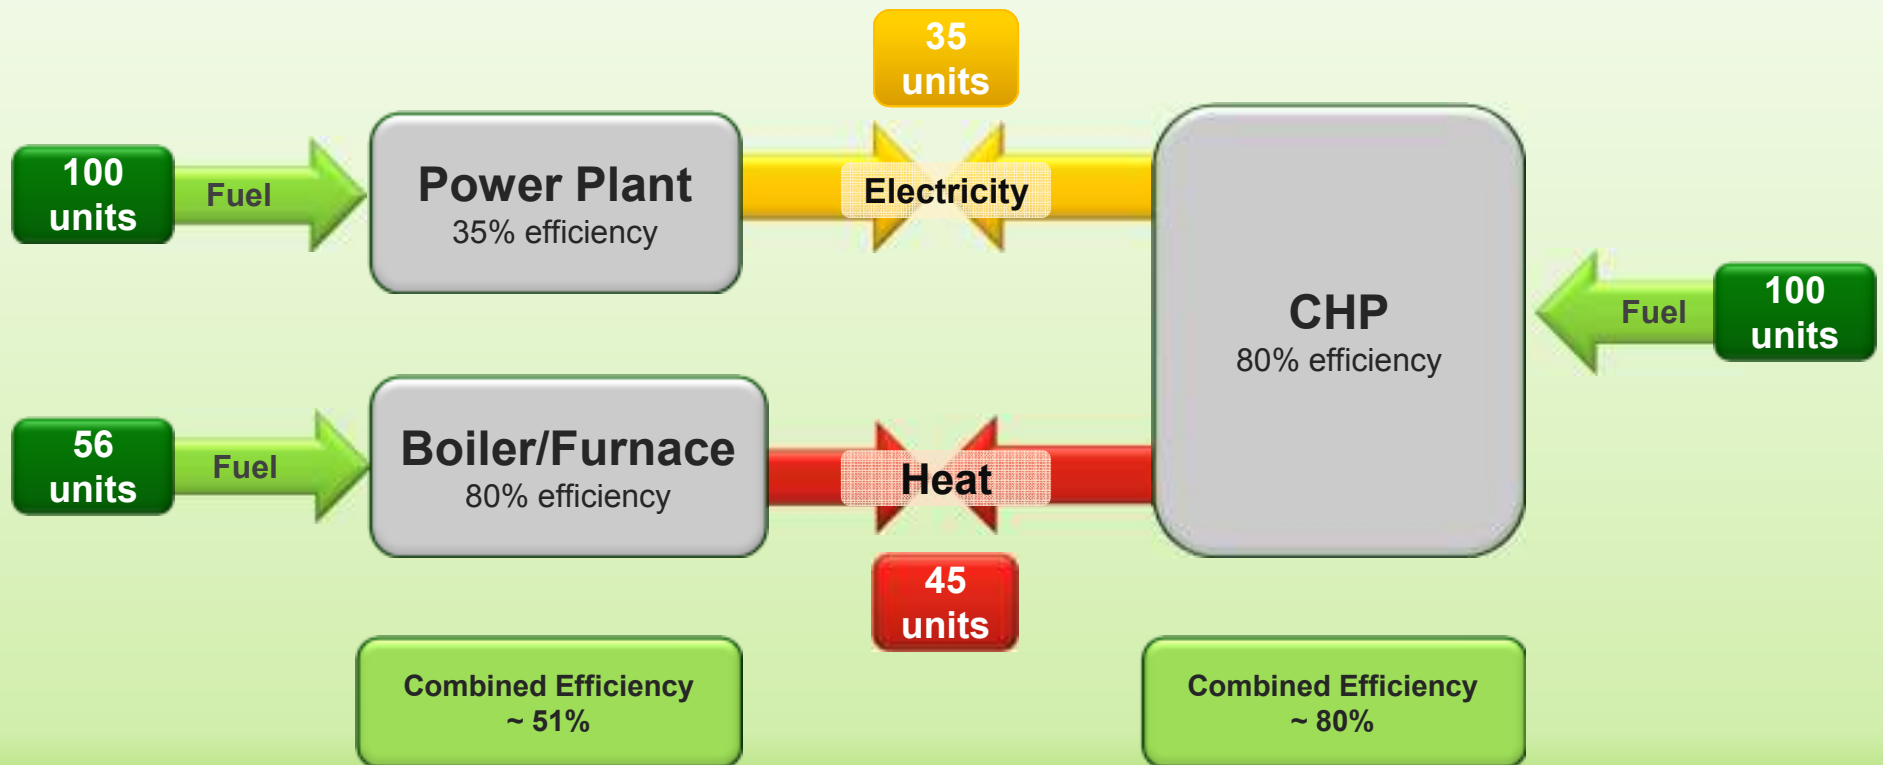 35
units
100
units
Fuel
Power Plant
35% efficiency
Electricity
CHP
80% efficiency
Fuel
100
units
56
units
Fuel
Boiler/Furnace
80% efficiency
Heat
45
units
Combined Efficiency
~ 51%
Combined Efficiency
~ 80%